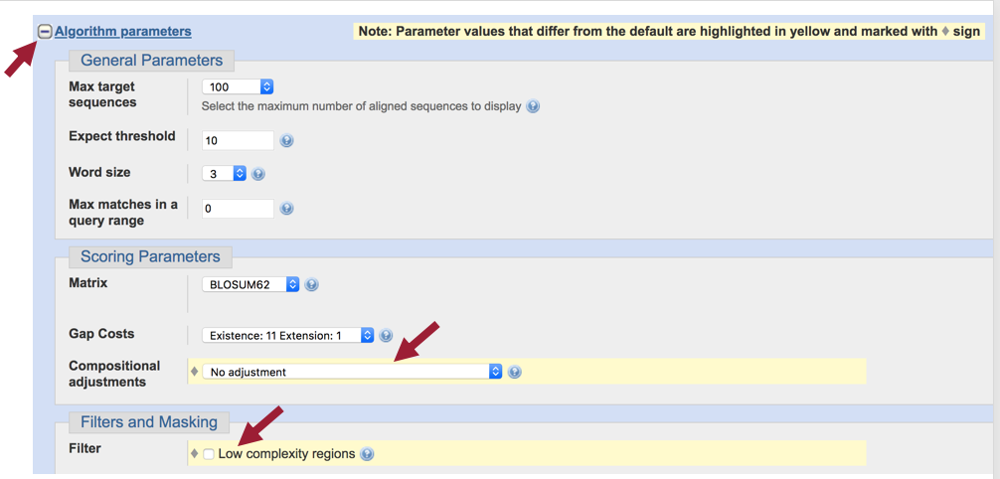 Algorithm parameters
Note: Parameter values that differ from the default are highlighted in yellow and marked with ♦ sign
General Parameters
Max target
sequences
100
Select the maximum number of aligned sequences to display
Expect threshold
10
Word size
3
Max matches in a
query range
0
Scoring Parameters
Matrix
BLOSUM62
Gap Costs
Existence: 11 Extension: 1
Compositional
adjustments
No adjustment
Filters and Masking
Filter
Low complexity regions